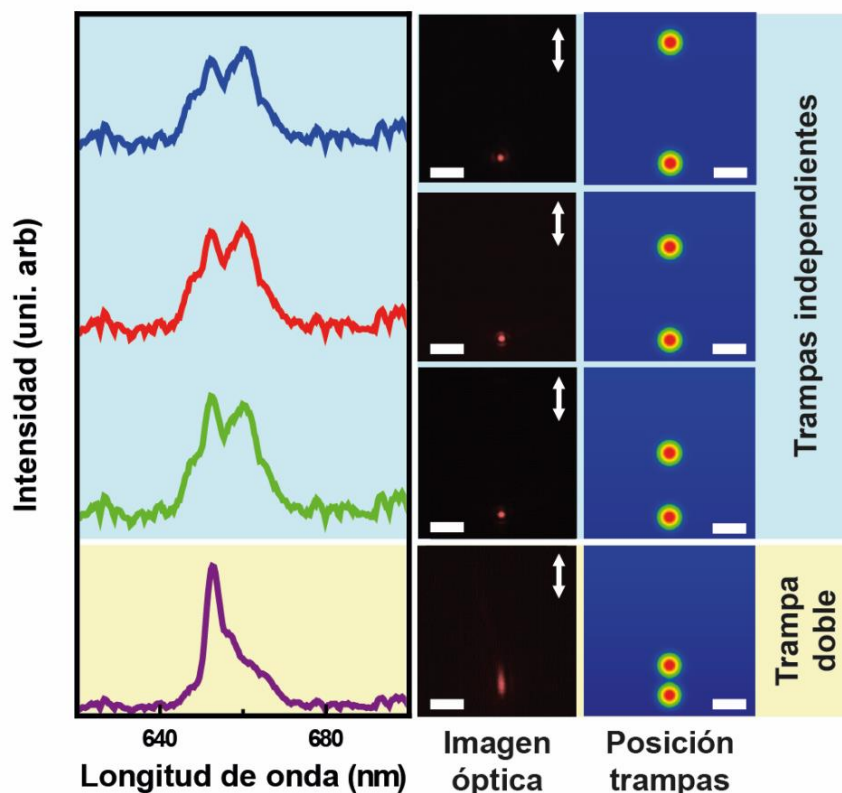 Intensidad (uni. arb)
640
680
Longitud de onda (nm)
Imagen
óptica
Posición
trampas
Trampas independientes
Trampa
doble